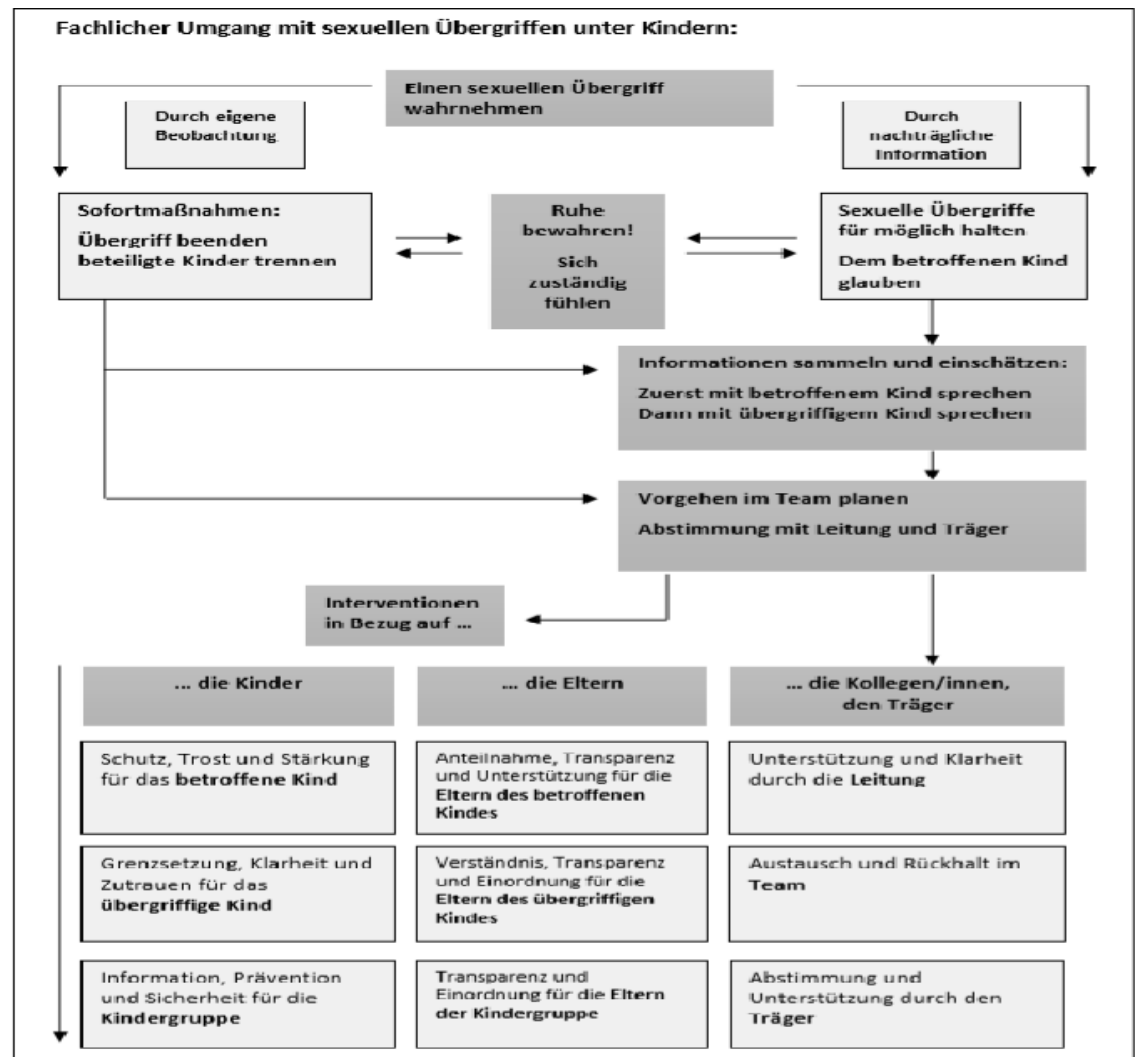 Fachlicher Umgang mit sexuellen Übergriffen unter Kindern:
Einen sexuellen Übergriff
wahrnehmen
Durch eigene
Beobachtung
Durch
nachträgliche
Information
Sofortmaßnahmen:
Übergriff beenden
beteiligte Kinder trennen
Ruhe
bewahren!
Sich
zuständig
fühlen
Sexuelle Übergriffe
für möglich halten
Dem betroffenen Kind
glauben
Informationen sammeln und einschätzen:
Zuerst mit betroffenem Kind sprechen
Dann mit übergriffigem Kind sprechen
Vorgehen im Team planen
Abstimmung mit Leitung und Träger
Interventionen
in Bezug auf ...
... die Kinder
... die Eltern
... die Kollegen/innen,
den Träger
Schutz, Trost und Stärkung
für das betroffene Kind
Anteilnahme, Transparenz
und Unterstützung für die
Eltern des betroffenen
Kindes
Unterstützung und Klarheit
durch die Leitung
Grenzsetzung, Klarheit und
Zutrauen für das
übergriffige Kind
Verständnis, Transparenz
und Einordnung für die
Eltern des übergriffigen
Kindes
Austausch und Rückhalt im
Team
Information, Prävention
und Sicherheit für die
Kindergruppe
Transparenz und
Einordnung für die Eltern
der Kindergruppe
Abstimmung und
Unterstützung durch den
Träger